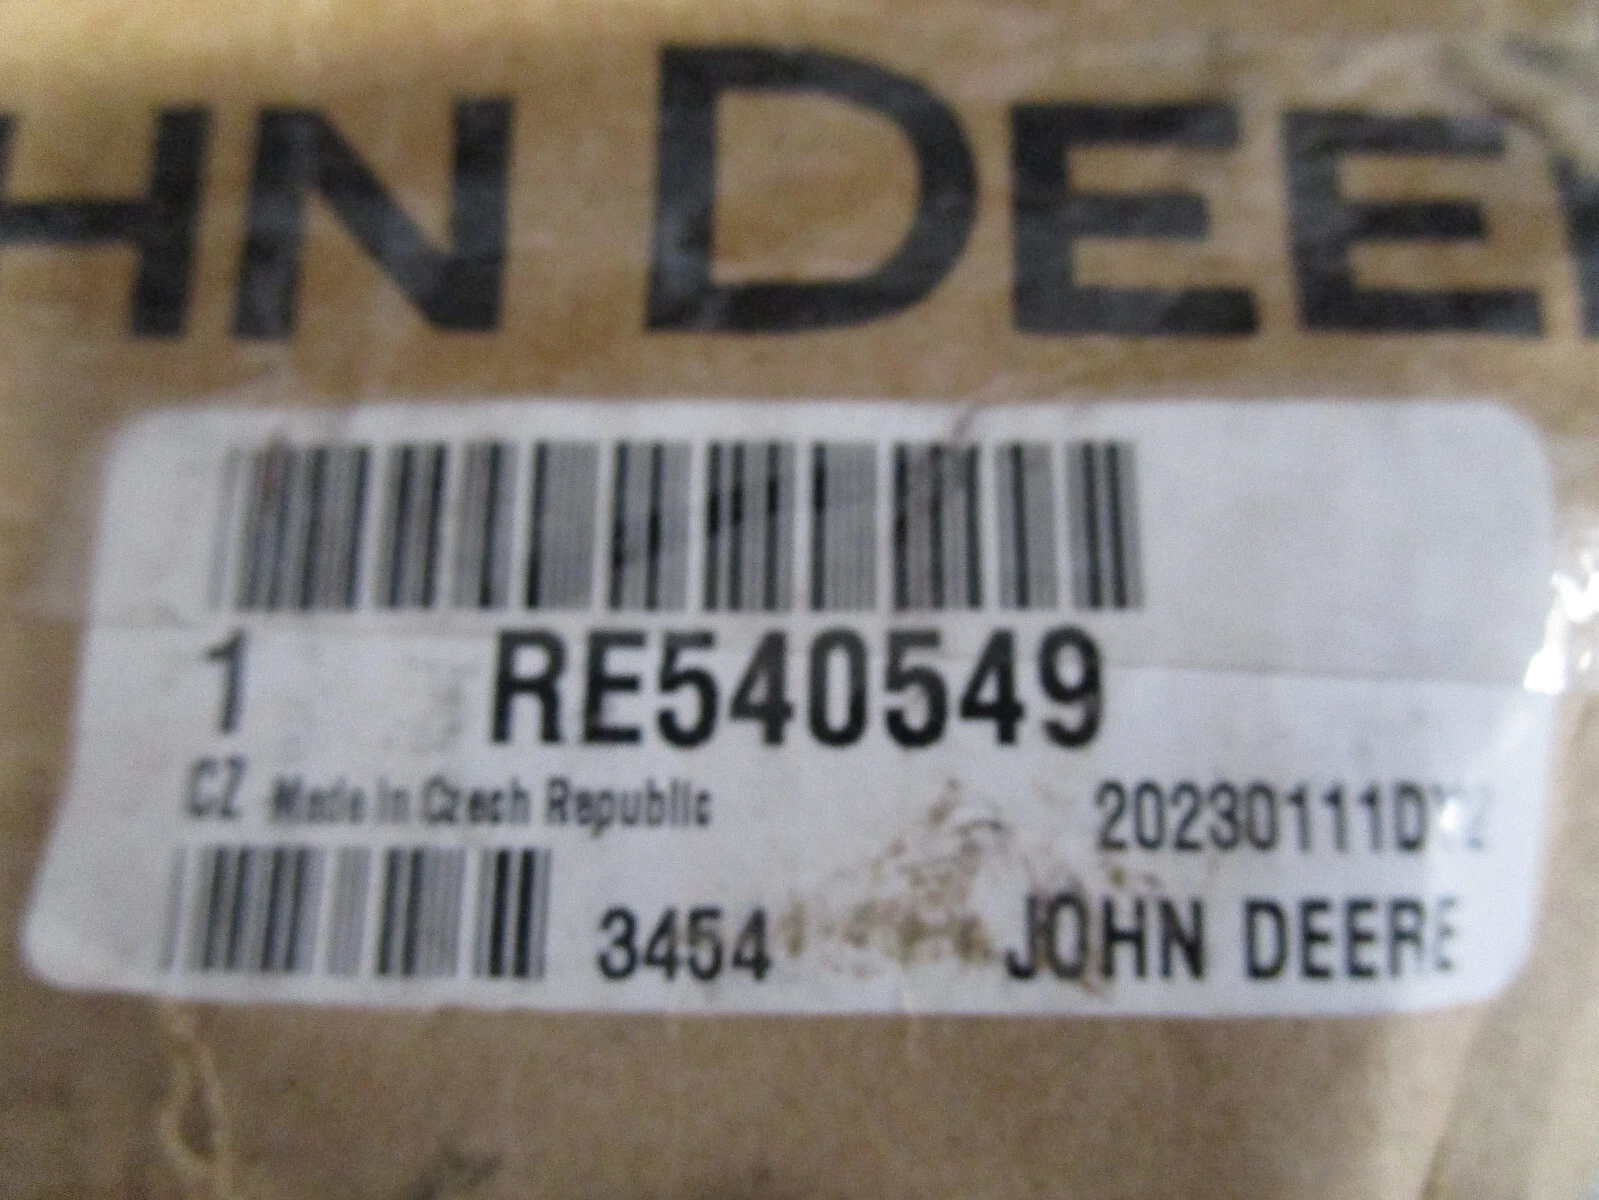 HN DEE
1 RE540549
CZ Made In Czech Republic
3454 JOHN DEERE